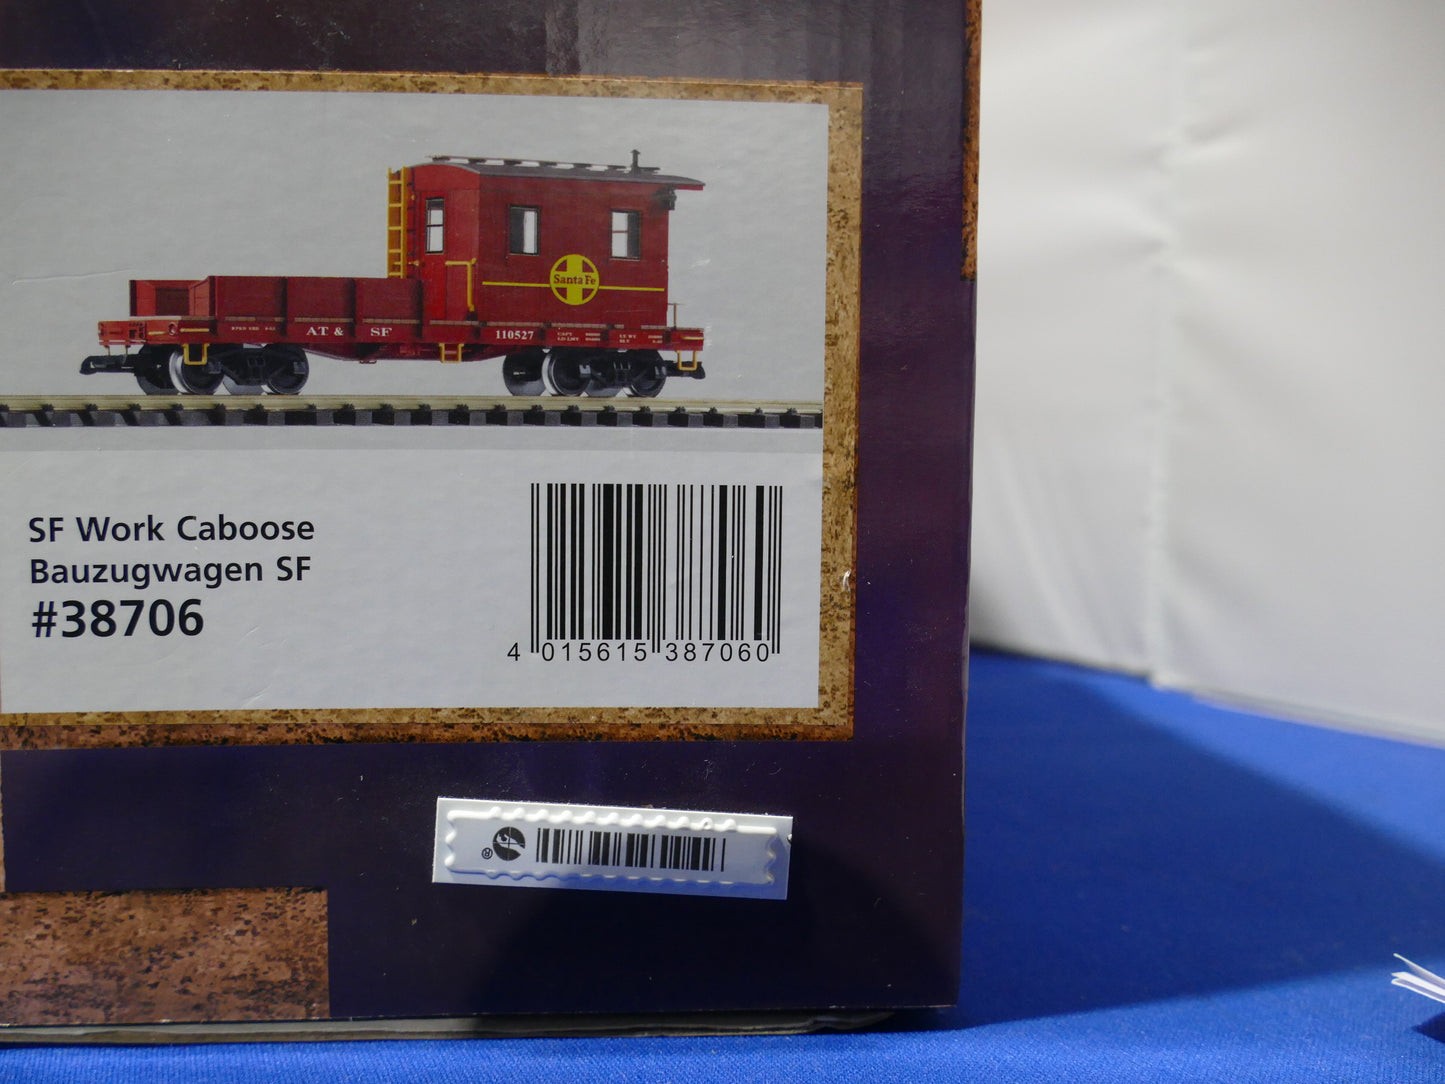 Santa Fe
AT & SF
110527
SF Work Caboose
Bauzugwagen SF
#38706
4 015615 387060
®